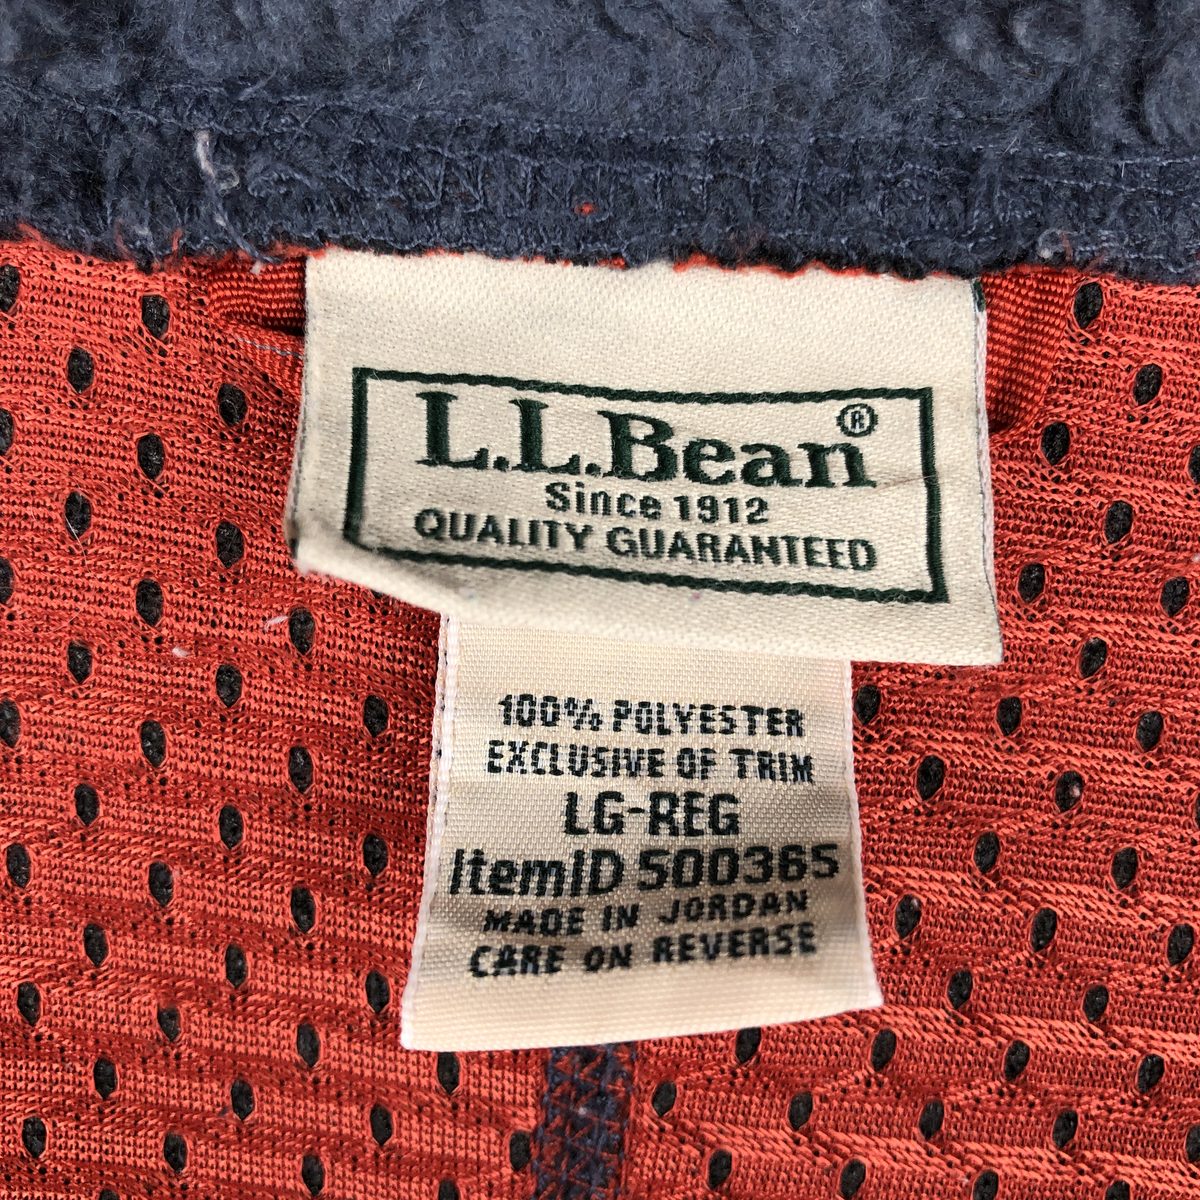 L.L.Bean®
Since 1912
QUALITY GUARANTEED
100% POLYESTER
EXCLUSIVE OF TRIM
LG-REG
ItemID 500365
MADE IN JORDAN
CARE ON REVERSE